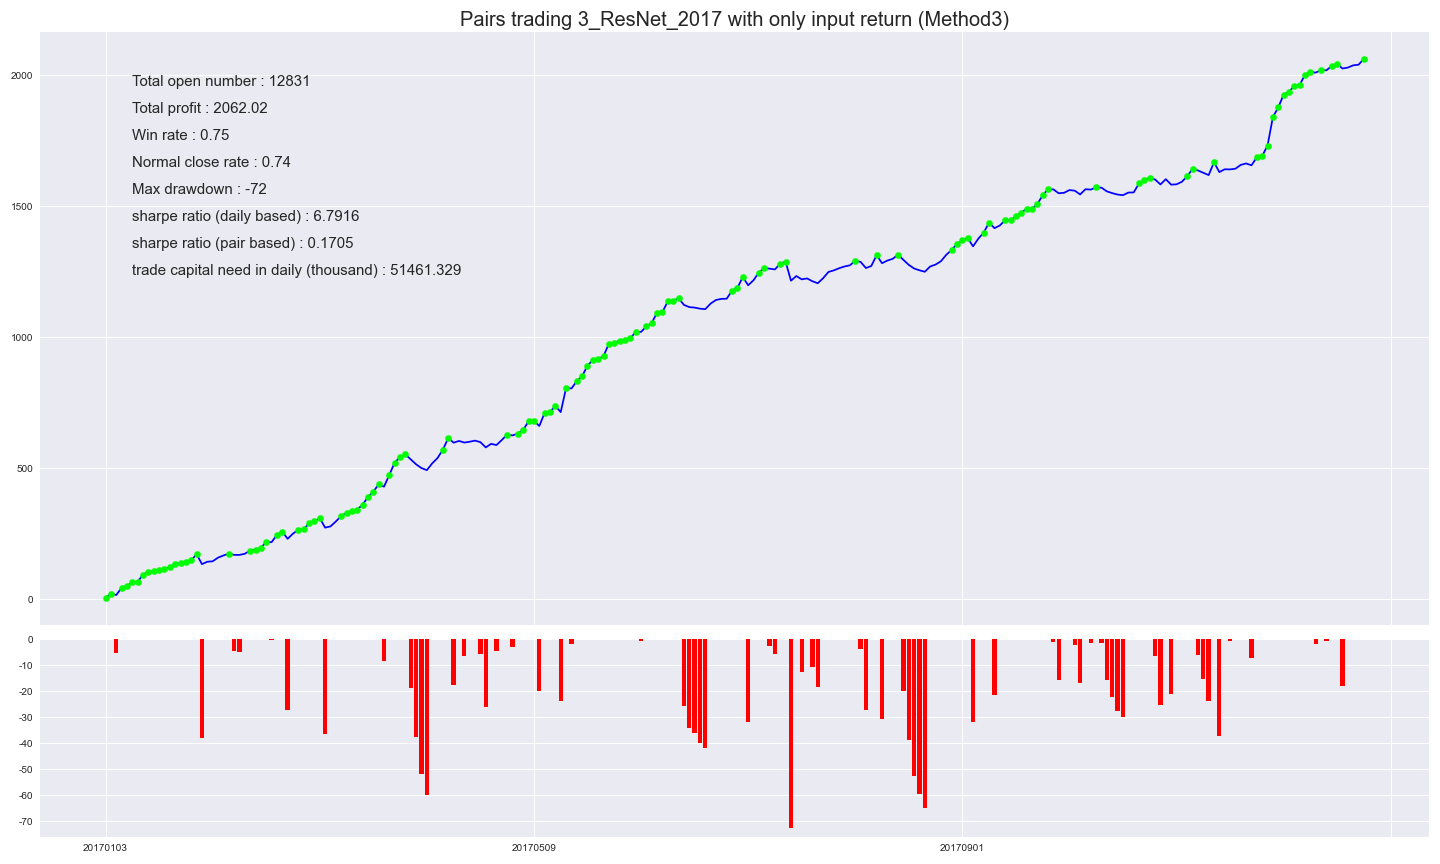 Pairs trading 3_ResNet_2017 with only input return (Method3)
2000
Total open number : 12831
Total profit : 2062.02
Win rate : 0.75
Normal close rate : 0.74
Max drawdown : -72
1500
sharpe ratio (daily based) : 6.7916
sharpe ratio (pair based) : 0.1705
trade capital need in daily (thousand) : 51461.329
1000
500
0
0
-10
-20
-30
-40
-50
-60
-70
20170103 20170509 20170901